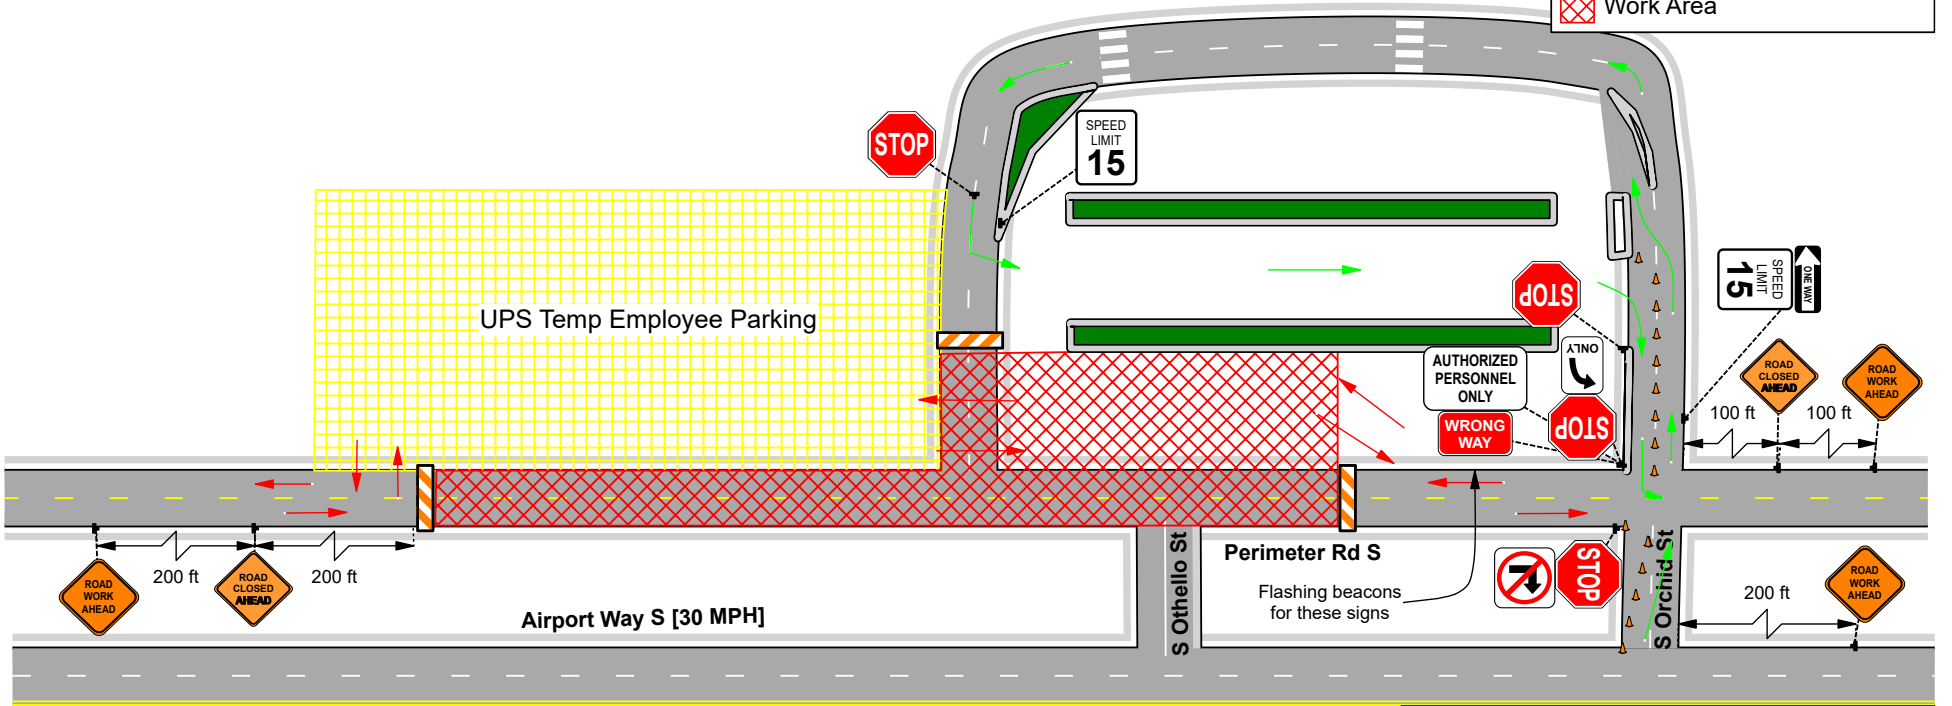 Work Area
STOP
SPEED
LIMIT
15
UPS Temp Employee Parking
STOP
SPEED
LIMIT
15
ONE WAY
AUTHORIZED
PERSONNEL
ONLY
ONLY
WRONG
WAY
STOP
ROAD
CLOSED
AHEAD
ROAD
WORK
AHEAD
100 ft
100 ft
ROAD
WORK
AHEAD
200 ft
ROAD
CLOSED
AHEAD
200 ft
Airport Way S [30 MPH]
S Othello St
Perimeter Rd S
Flashing beacons
for these signs
STOP
S Orchid St
200 ft
ROAD
WORK
AHEAD